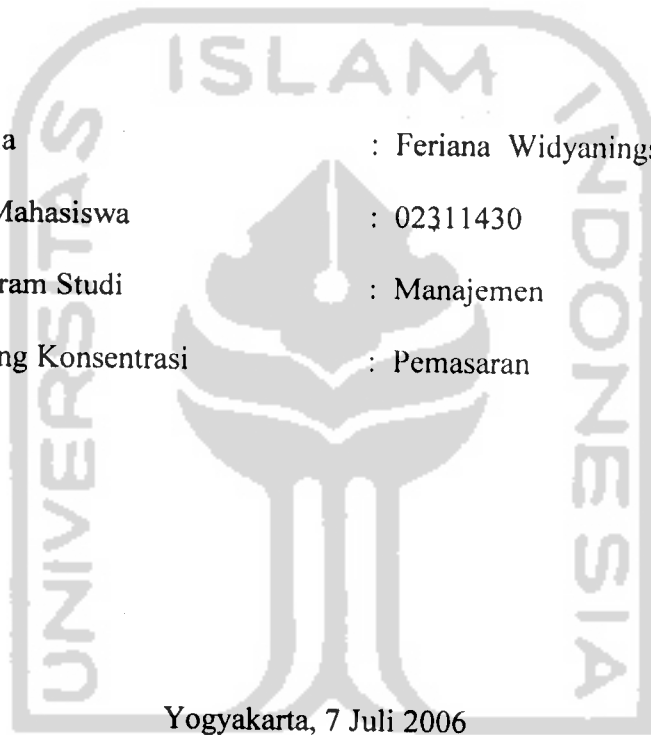 ISLAM
UNIVERSITAS
INDONESIA
a : Feriana Widyanings
Mahasiswa : 02311430
ram Studi : Manajemen
ng Konsentrasi : Pemasaran
Yogyakarta, 7 Juli 2006